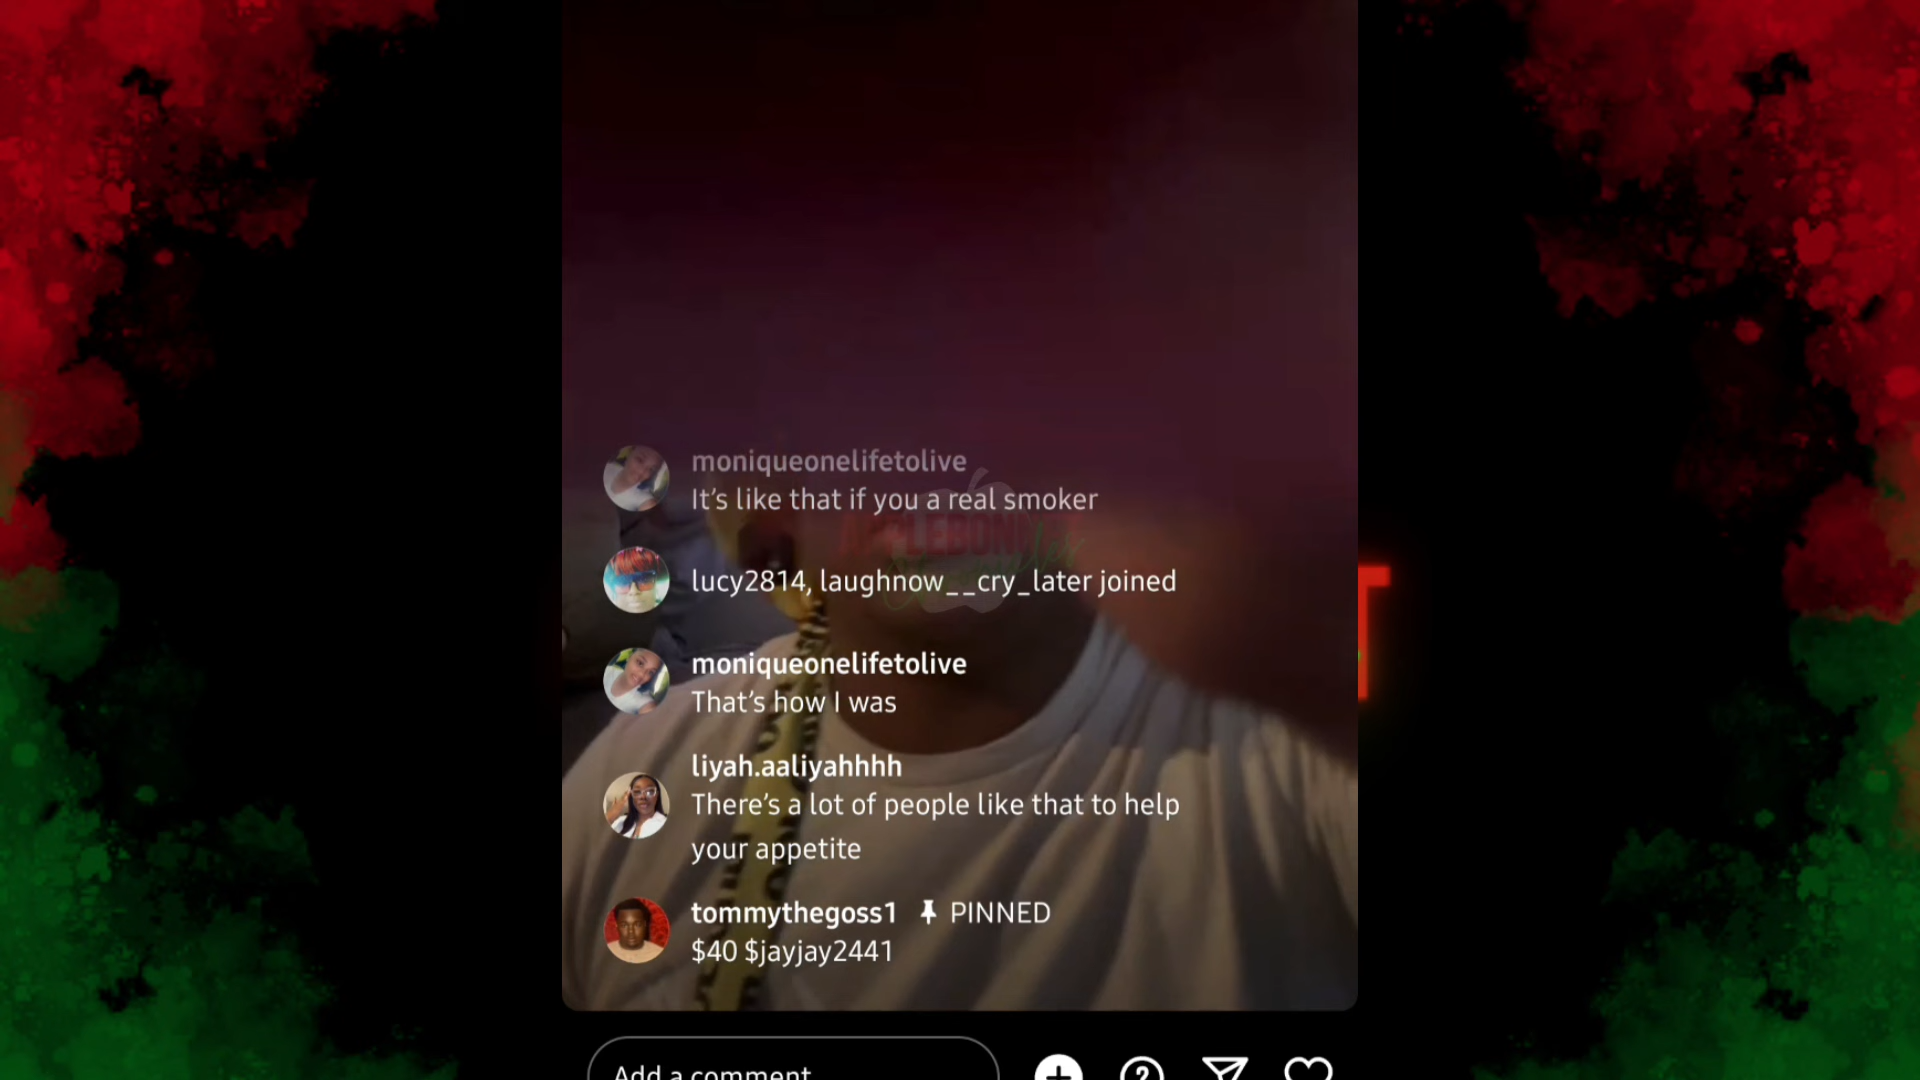 moniqueonelifetolive
It's like that if you a real smoker
lucy2814, laughnow__cry_later joined
moniqueonelifetolive
That's how I was
liyah.aaliyahhhh
There's a lot of people like that to help
your appetite
tommythegoss1 PINNED
$40 $jayjay2441
Add a comment
T